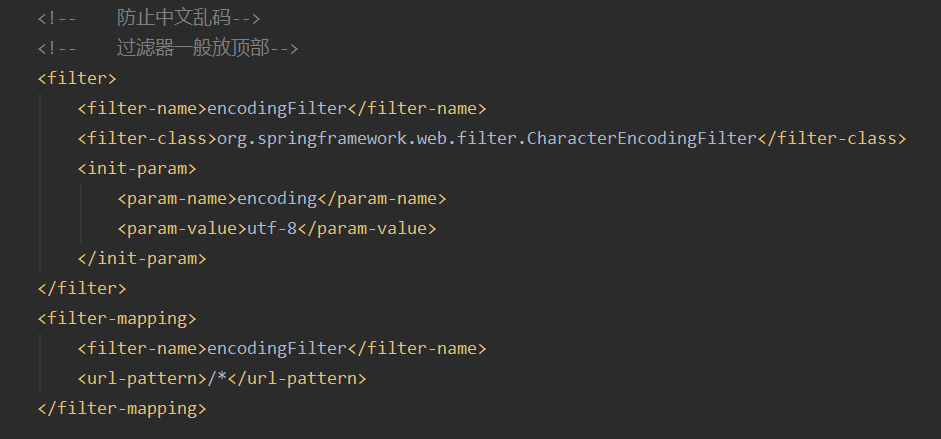 <!--    防止中文乱码-->
<!--    过滤器一般放顶部-->
<filter>
    <filter-name>encodingFilter</filter-name>
    <filter-class>org.springframework.web.filter.CharacterEncodingFilter</filter-class>
    <init-param>
        <param-name>encoding</param-name>
        <param-value>utf-8</param-value>
    </init-param>
</filter>
<filter-mapping>
    <filter-name>encodingFilter</filter-name>
    <url-pattern>/*</url-pattern>
</filter-mapping>